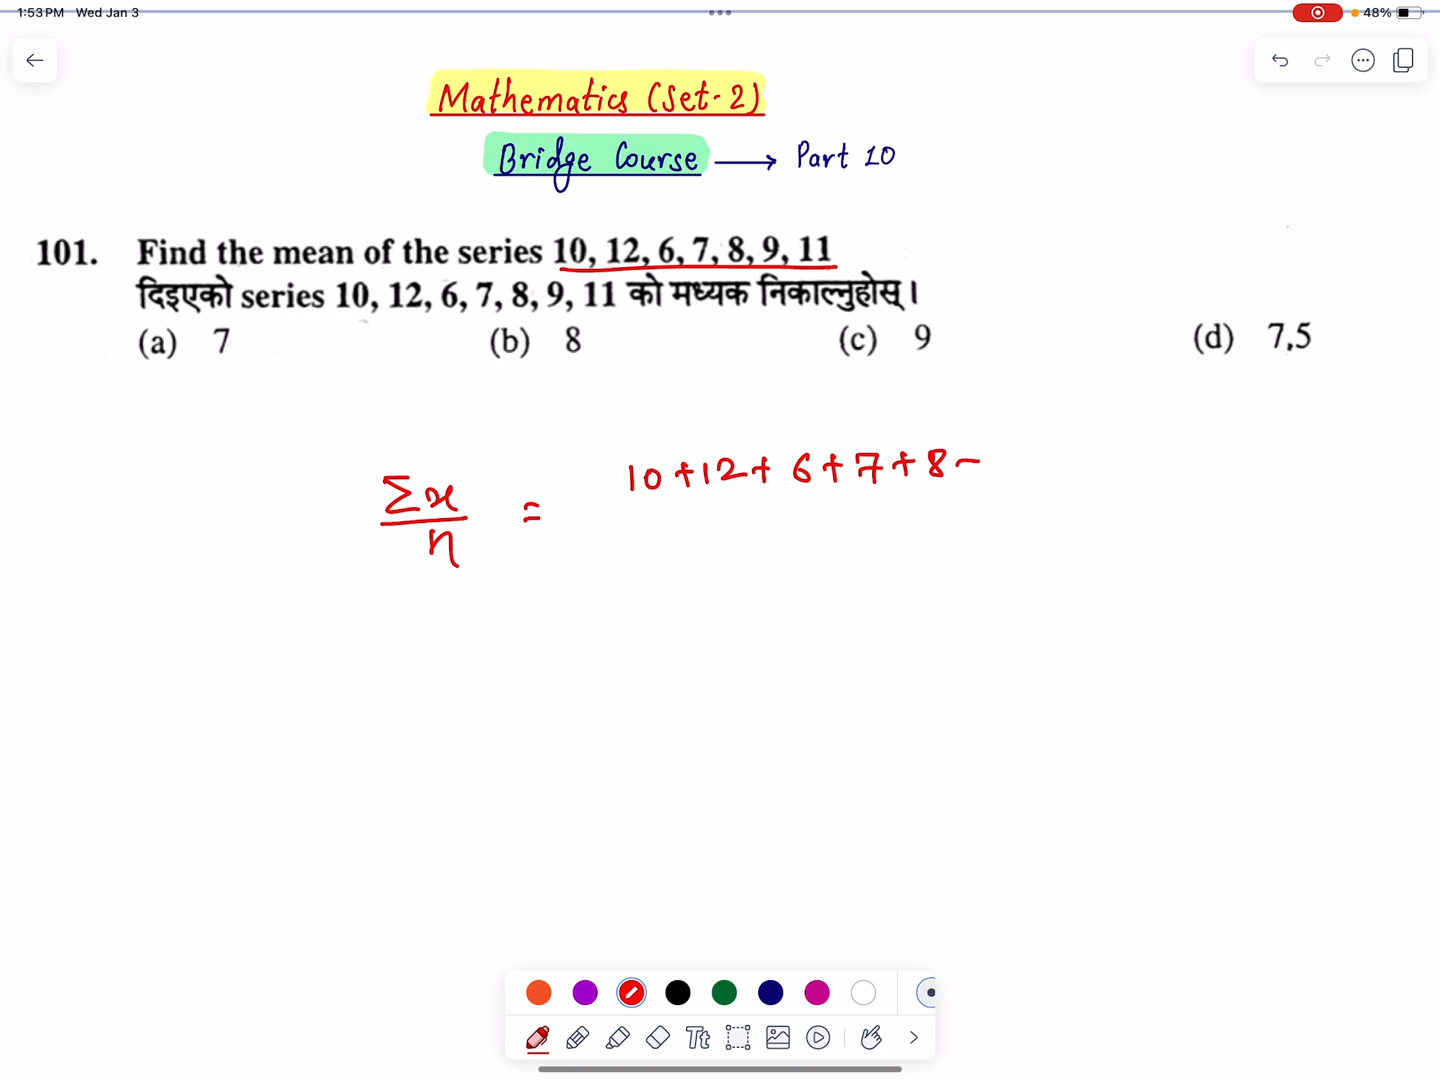 1:53 PM Wed Jan 3
48%
Mathematics (Set-2)
Bridge Course → Part 10
101. Find the mean of the series 10, 12, 6, 7, 8, 9, 11
दिइएको series 10, 12, 6, 7, 8, 9, 11 को मध्यक निकाल्नुहोस् ।
(a) 7 (b) 8 (c) 9 (d) 7,5
10+12+ 6+7+8-
Σx =
n
Tt